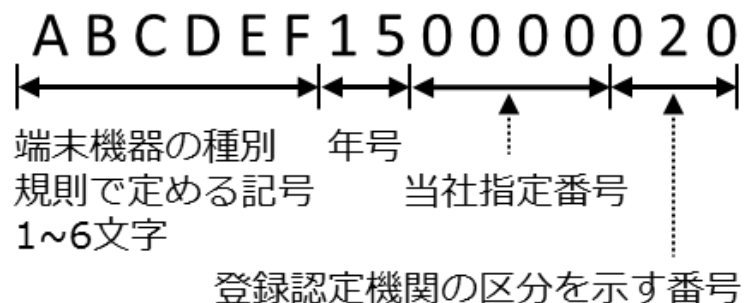 ABCDEF150000020
端末機器の種別 年号
規則で定める記号 当社指定番号
1~6文字
登録認定機関の区分を示す番号